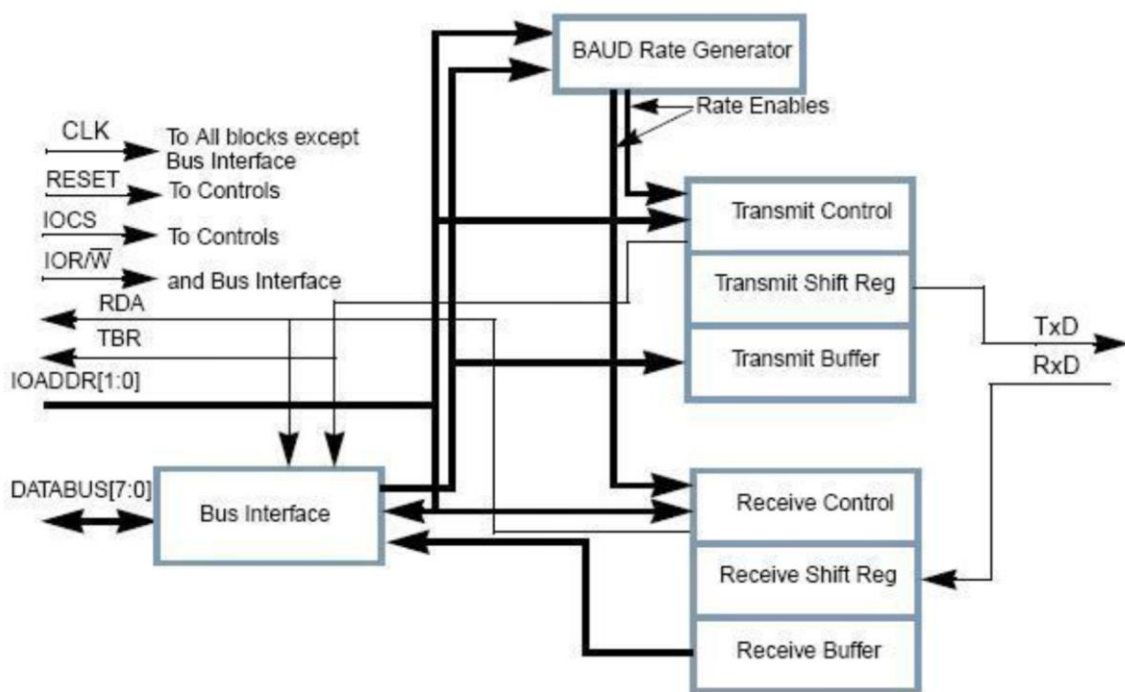 BAUD Rate Generator
Rate Enables
CLK
To All blocks except
Bus Interface
RESET
To Controls
IOCS
To Controls
IOR/W̅
and Bus Interface
RDA
TBR
IOADDR[1:0]
DATABUS[7:0]
Bus Interface
Transmit Control
Transmit Shift Reg
Transmit Buffer
TxD
RxD
Receive Control
Receive Shift Reg
Receive Buffer